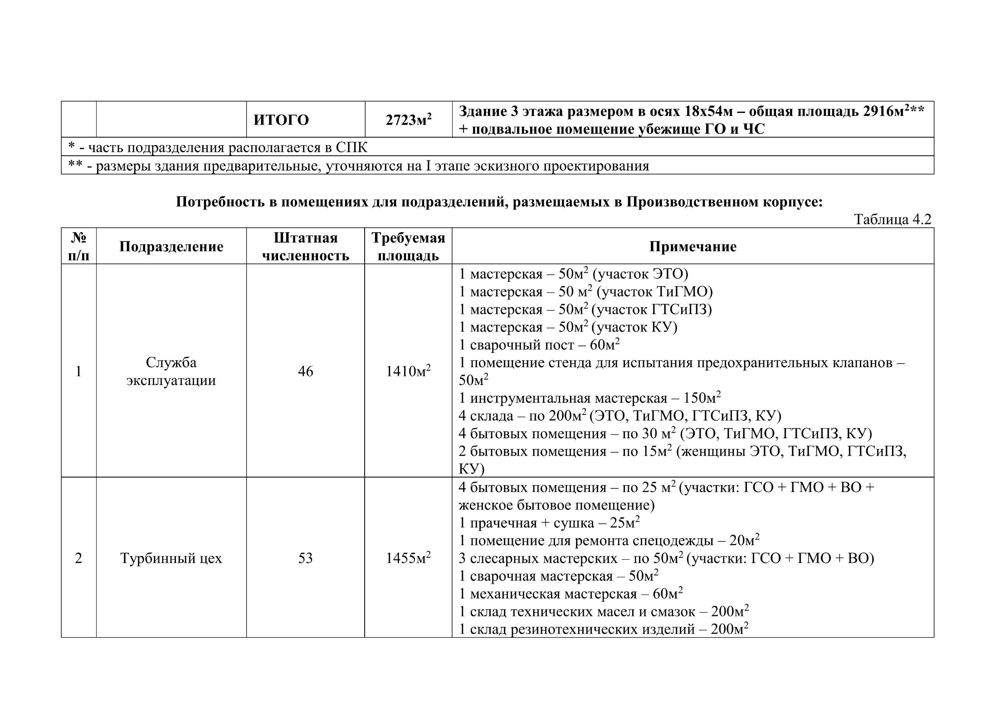 ИТОГО
2723м²
Здание 3 этажа размером в осях 18х54м – общая площадь 2916м²**
+ подвальное помещение убежище ГО и ЧС
* - часть подразделения располагается в СПК
** - размеры здания предварительные, уточняются на I этапе эскизного проектирования
Потребность в помещениях для подразделений, размещаемых в Производственном корпусе:
Таблица 4.2
№
п/п
Подразделение
Штатная
численность
Требуемая
площадь
Примечание
1
Служба
эксплуатации
46
1410м²
1 мастерская – 50м² (участок ЭТО)
1 мастерская – 50 м² (участок ТиГМО)
1 мастерская – 50м² (участок ГТСиПЗ)
1 мастерская – 50м² (участок КУ)
1 сварочный пост – 60м²
1 помещение стенда для испытания предохранительных клапанов –
50м²
1 инструментальная мастерская – 150м²
4 склада – по 200м² (ЭТО, ТиГМО, ГТСиПЗ, КУ)
4 бытовых помещения – по 30 м² (ЭТО, ТиГМО, ГТСиПЗ, КУ)
2 бытовых помещения – по 15м² (женщины ЭТО, ТиГМО, ГТСиПЗ,
КУ)
2
Турбинный цех
53
1455м²
4 бытовых помещения – по 25 м² (участки: ГСО + ГМО + ВО +
женское бытовое помещение)
1 прачечная + сушка – 25м²
1 помещение для ремонта спецодежды – 20м²
3 слесарных мастерских – по 50м² (участки: ГСО + ГМО + ВО)
1 сварочная мастерская – 50м²
1 механическая мастерская – 60м²
1 склад технических масел и смазок – 200м²
1 склад резинотехнических изделий – 200м²